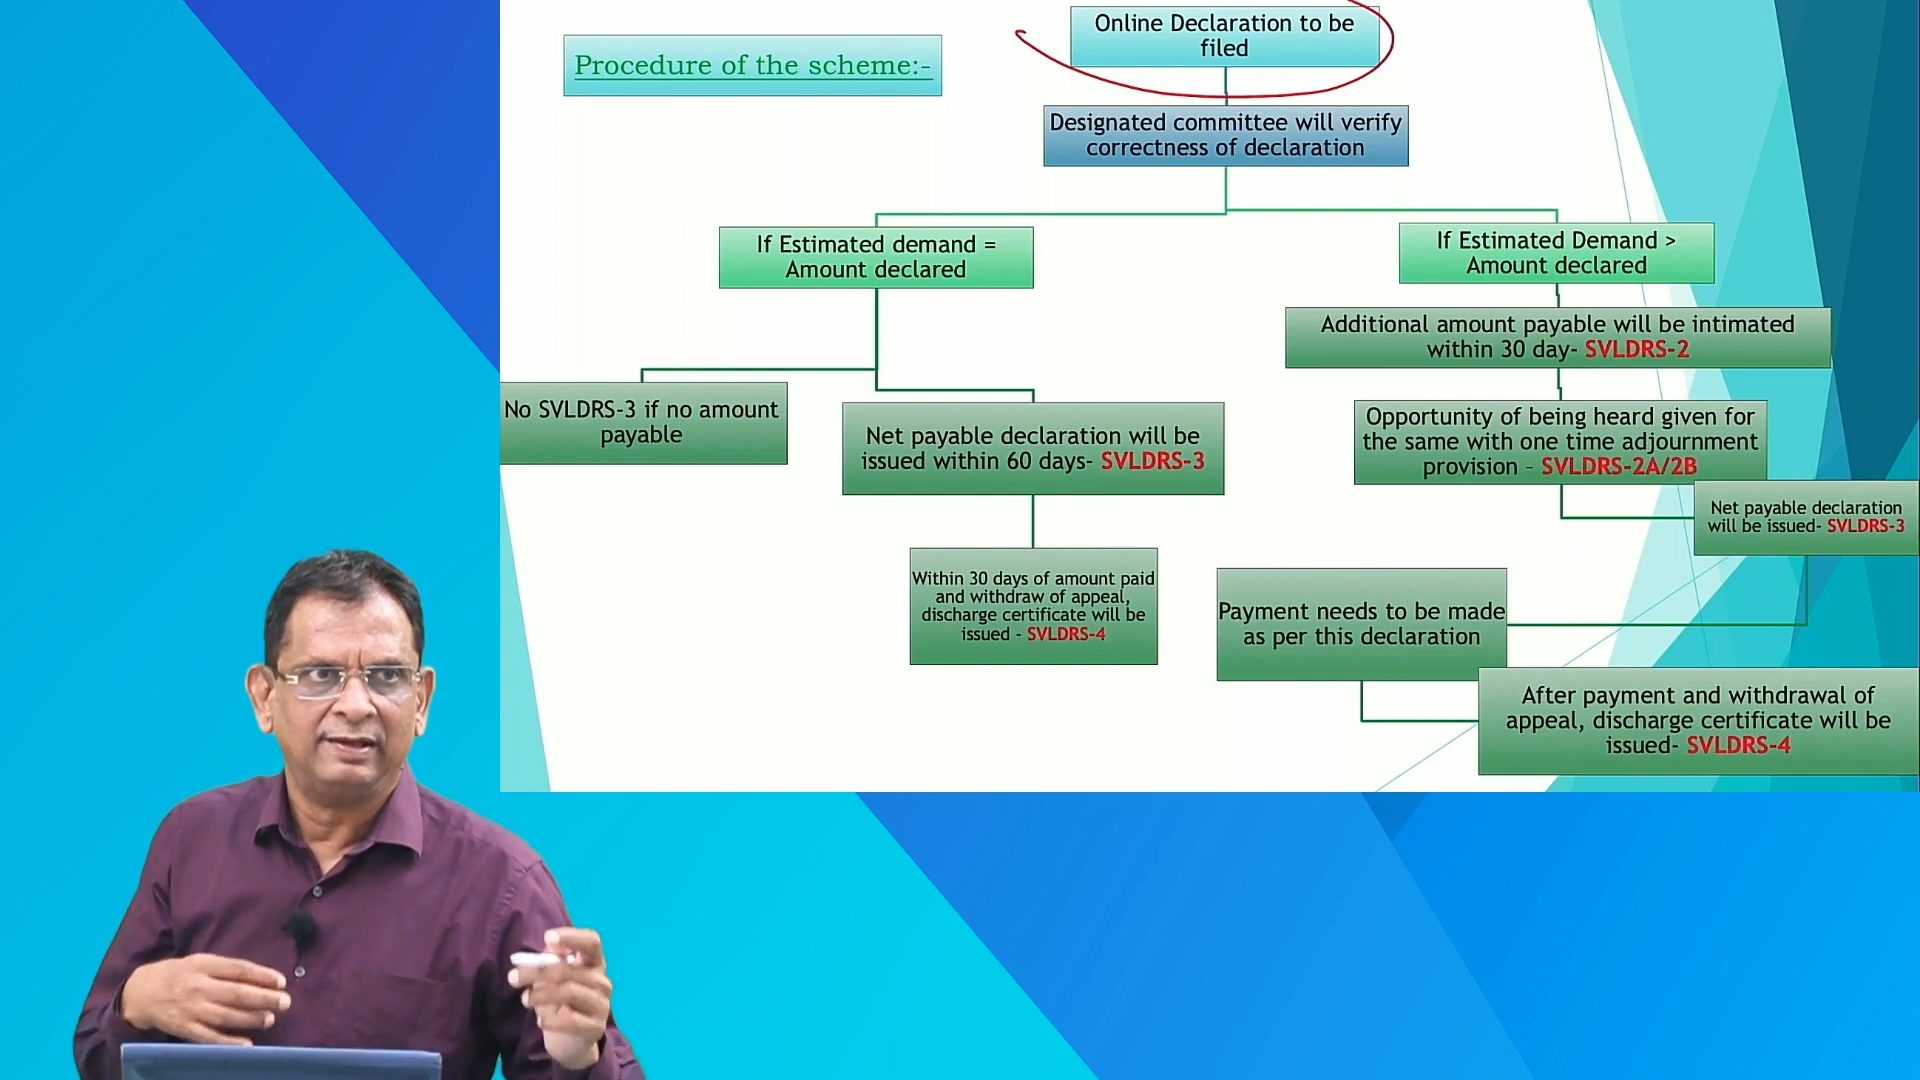 Procedure of the scheme:-
Online Declaration to be
filed
Designated committee will verify
correctness of declaration
If Estimated demand =
Amount declared
If Estimated Demand >
Amount declared
No SVLDRS-3 if no amount
payable
Net payable declaration will be
issued within 60 days- SVLDRS-3
Within 30 days of amount paid
and withdraw of appeal,
discharge certificate will be
issued - SVLDRS-4
Additional amount payable will be intimated
within 30 day- SVLDRS-2
Opportunity of being heard given for
the same with one time adjournment
provision - SVLDRS-2A/2B
Net payable declaration
will be issued- SVLDRS-3
Payment needs to be made
as per this declaration
After payment and withdrawal of
appeal, discharge certificate will be
issued- SVLDRS-4